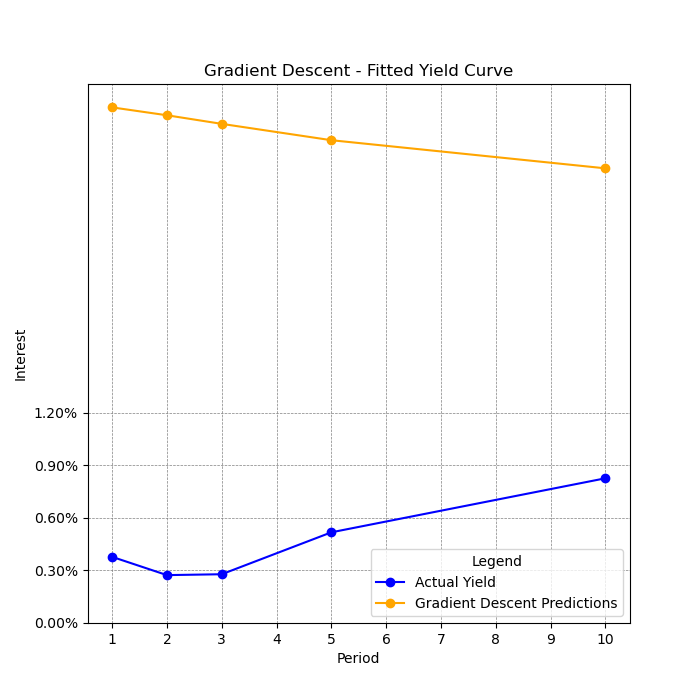 Gradient Descent - Fitted Yield Curve
Interest
1.20%
0.90%
0.60%
0.30%
0.00%
Legend
Actual Yield
Gradient Descent Predictions
1 2 3 4 5 6 7 8 9 10
Period